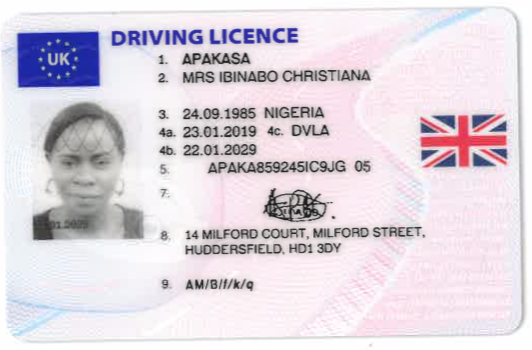 UK
DRIVING LICENCE
1. APAKASA
2. MRS IBINABO CHRISTIANA
3. 24.09.1985 NIGERIA
4a. 23.01.2019 4c. DVLA
4b. 22.01.2029
5. APAKA859245IC9JG 05
7.
8. 14 MILFORD COURT, MILFORD STREET,
HUDDERSFIELD, HD1 3DY
9. AM/B/f/k/q